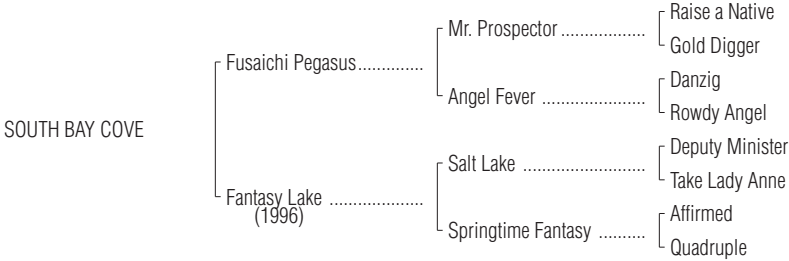 Raise a Native
Mr. Prospector ...................
Gold Digger
Fusaichi Pegasus..............
Danzig
Angel Fever .......................
Rowdy Angel
SOUTH BAY COVE
Deputy Minister
Salt Lake ...........................
Take Lady Anne
Fantasy Lake .....................
(1996)
Affirmed
Springtime Fantasy ..........
Quadruple